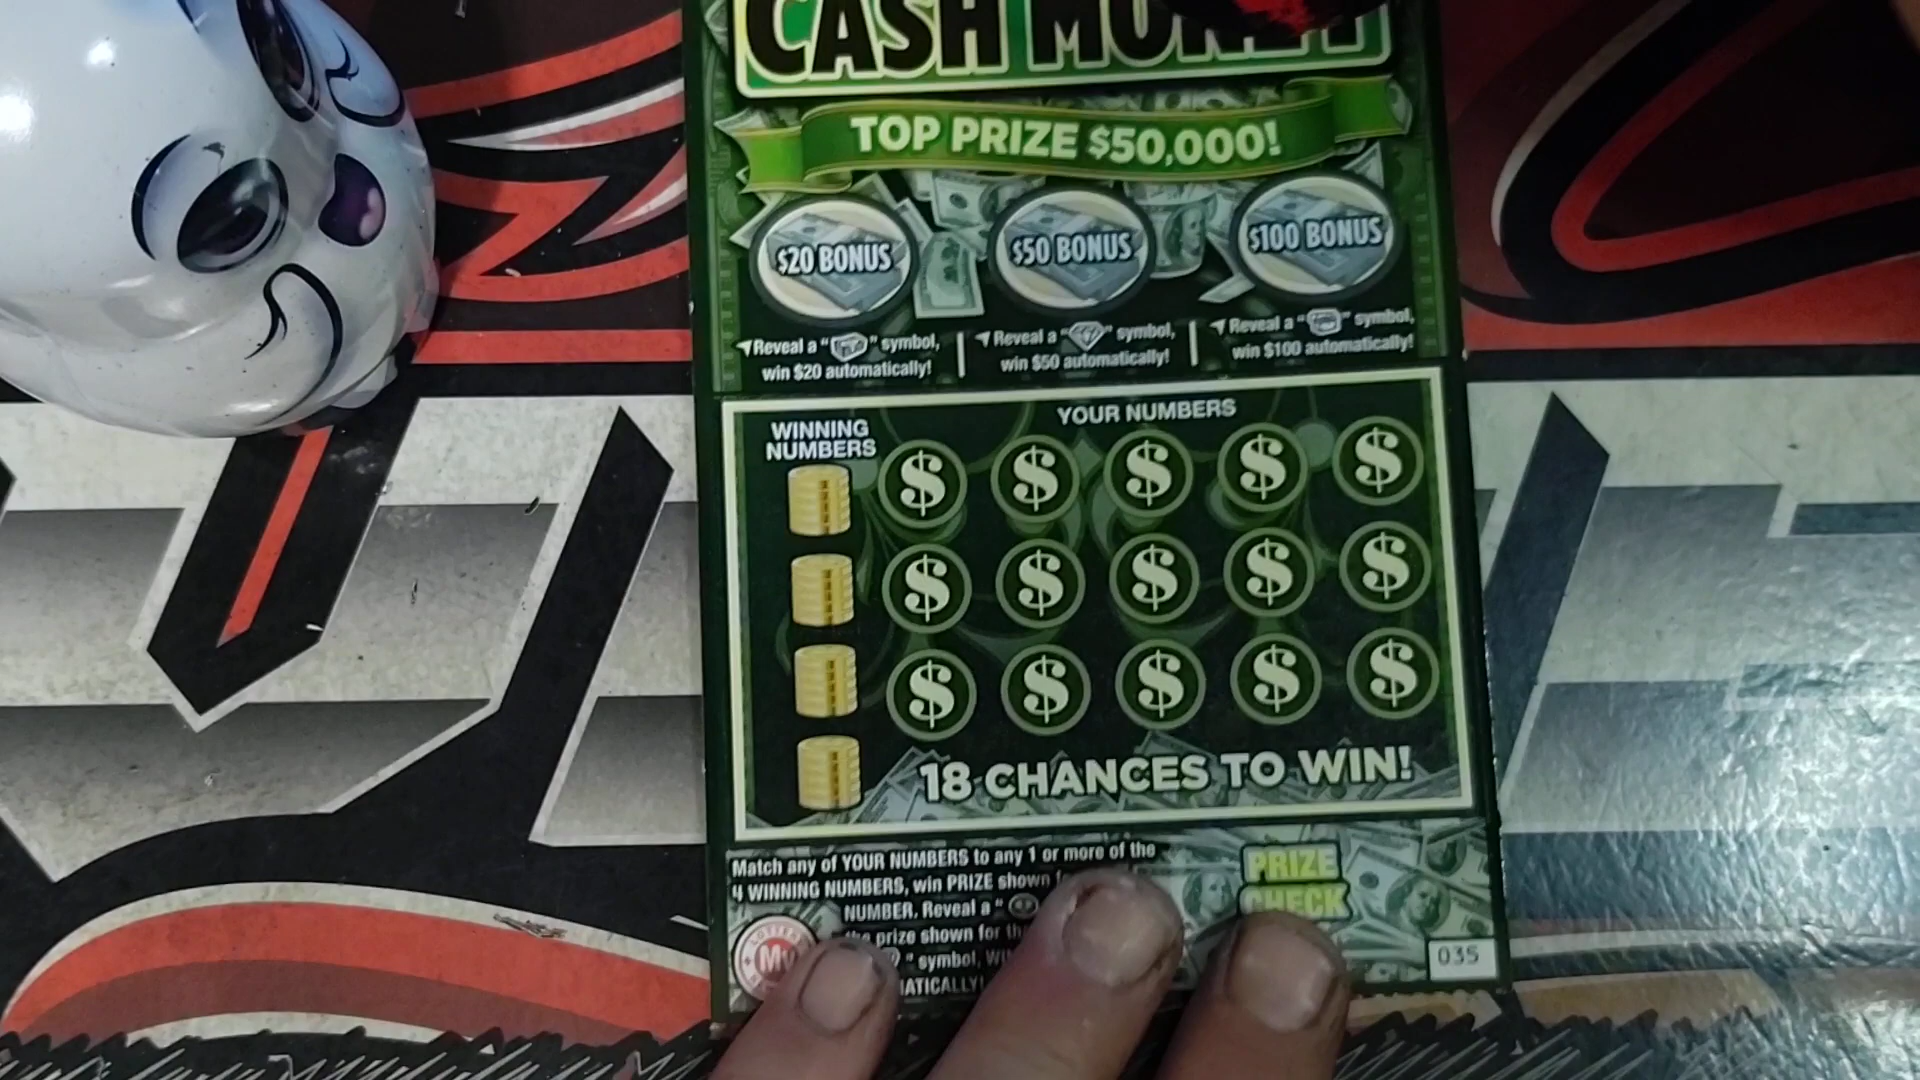 CASH MONEY
TOP PRIZE $50,000!
$20 BONUS
$50 BONUS
$100 BONUS
Reveal a " " symbol,
win $20 automatically!
Reveal a " " symbol,
win $50 automatically!
Reveal a " " symbol,
win $100 automatically!
WINNING
NUMBERS
YOUR NUMBERS
$ $ $ $ $
$ $ $ $ $
$ $ $ $ $
18 CHANCES TO WIN!
Match any of YOUR NUMBERS to any 1 or more of the
4 WINNING NUMBERS, win PRIZE shown
NUMBER. Reveal a "
prize shown for
" symbol,
PRIZE
CHECK
035